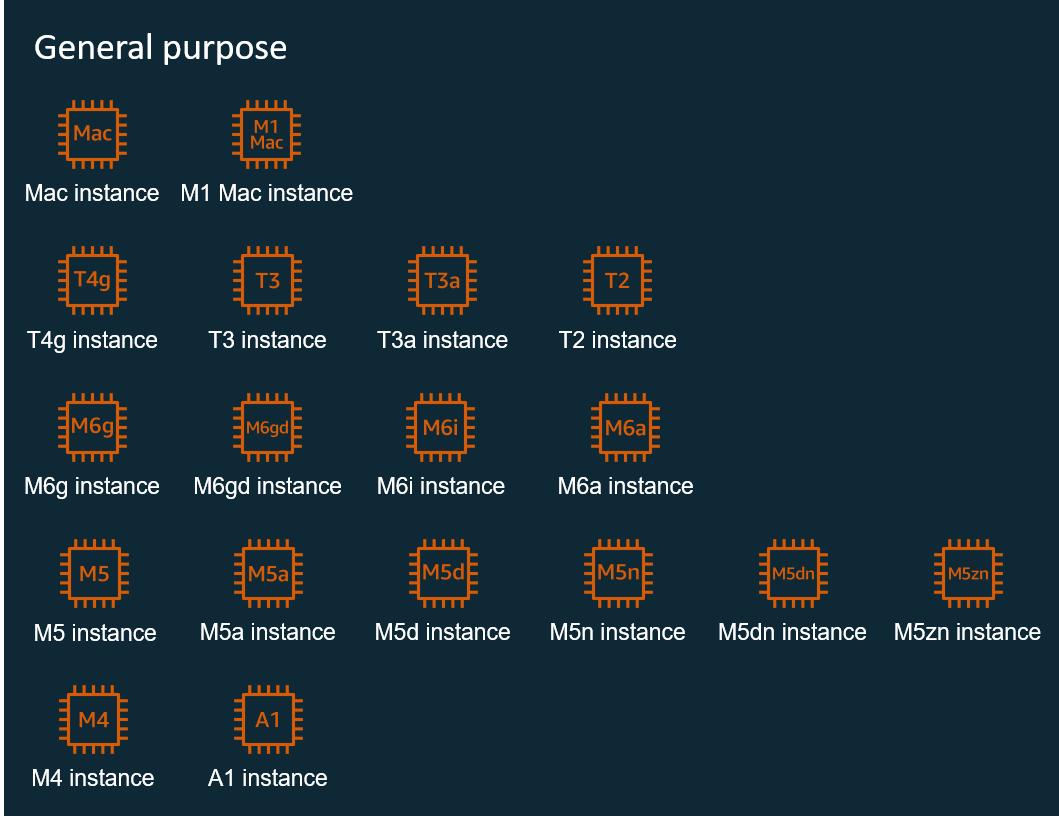 General purpose
Mac
M1
Mac
Mac instance
M1 Mac instance
T4g
T3
T3a
T2
T4g instance
T3 instance
T3a instance
T2 instance
M6g
M6gd
M6i
M6a
M6g instance
M6gd instance
M6i instance
M6a instance
M5
M5a
M5d
M5n
M5dn
M5zn
M5 instance
M5a instance
M5d instance
M5n instance
M5dn instance
M5zn instance
M4
A1
M4 instance
A1 instance